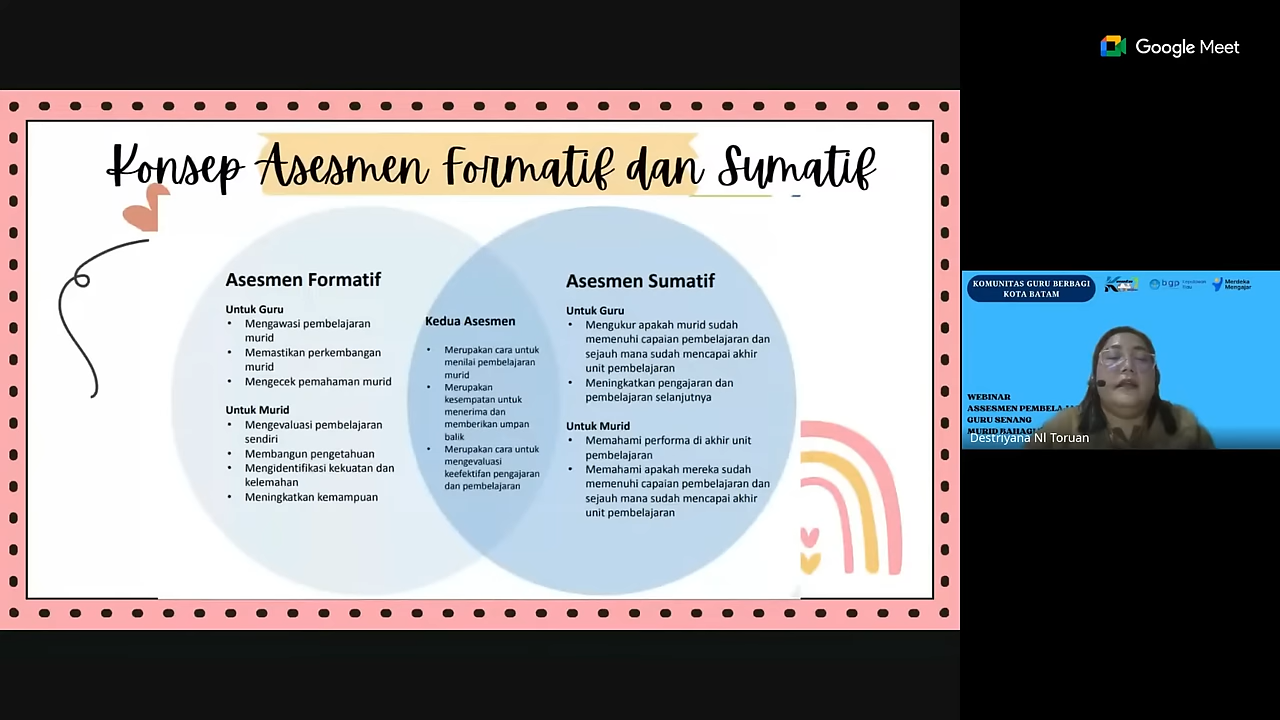 Google Meet
Konsep Asesmen Formatif dan Sumatif
Asesmen Formatif
Untuk Guru
• Mengawasi pembelajaran
murid
• Memastikan perkembangan
murid
• Mengecek pemahaman murid
Untuk Murid
• Mengevaluasi pembelajaran
sendiri
• Membangun pengetahuan
• Mengidentifikasi kekuatan dan
kelemahan
• Meningkatkan kemampuan
Kedua Asesmen
• Merupakan cara untuk
menilai pembelajaran
murid
• Merupakan
kesempatan untuk
menerima dan
memberikan umpan
balik
• Merupakan cara untuk
mengevaluasi
keefektifan pengajaran
dan pembelajaran
Asesmen Sumatif
Untuk Guru
• Mengukur apakah murid sudah
memenuhi capaian pembelajaran dan
sejauh mana sudah mencapai akhir
unit pembelajaran
• Meningkatkan pengajaran dan
pembelajaran selanjutnya
Untuk Murid
• Memahami performa di akhir unit
pembelajaran
• Memahami apakah mereka sudah
memenuhi capaian pembelajaran dan
sejauh mana sudah mencapai akhir
unit pembelajaran
KOMUNITAS GURU BERBAGI
KOTA BATAM
bgp
Merdeka
Mengajar
WEBINAR
ASSESMEN PEMBELAJA
GURU SENANG
MURID BAHAGIA
Destriyana NI Toruan